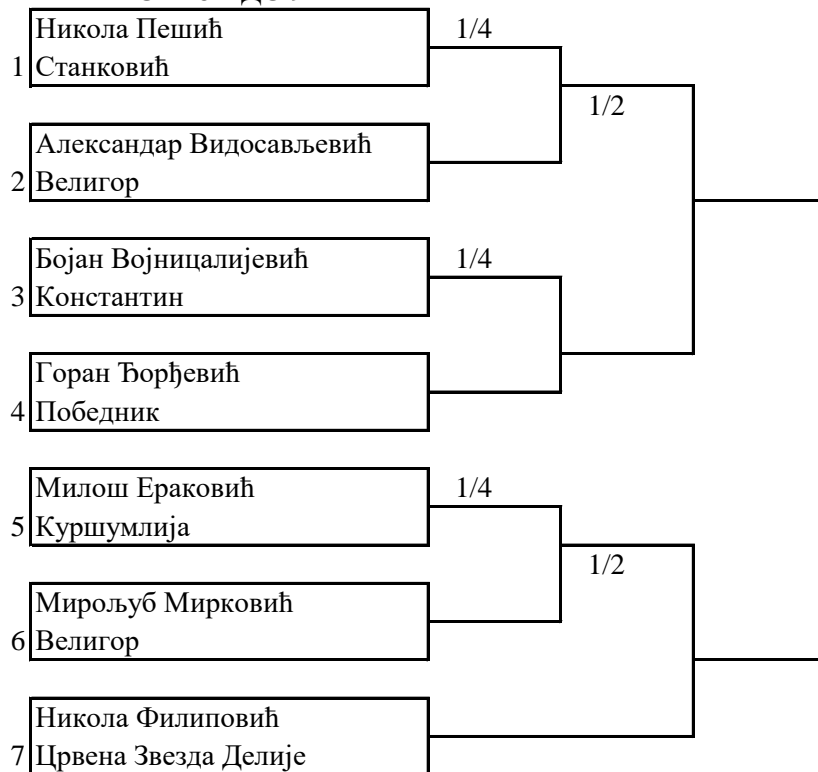 Никола Пешић 1/4
1 Станковић
1/2
Александар Видосављевић
2 Велигор
Бојан Војницалијевић 1/4
3 Константин
Горан Ђорђевић
4 Победник
Милош Ераковић 1/4
5 Куршумлија
1/2
Мирољуб Мирковић
6 Велигор
Никола Филиповић
7 Црвена Звезда Делије